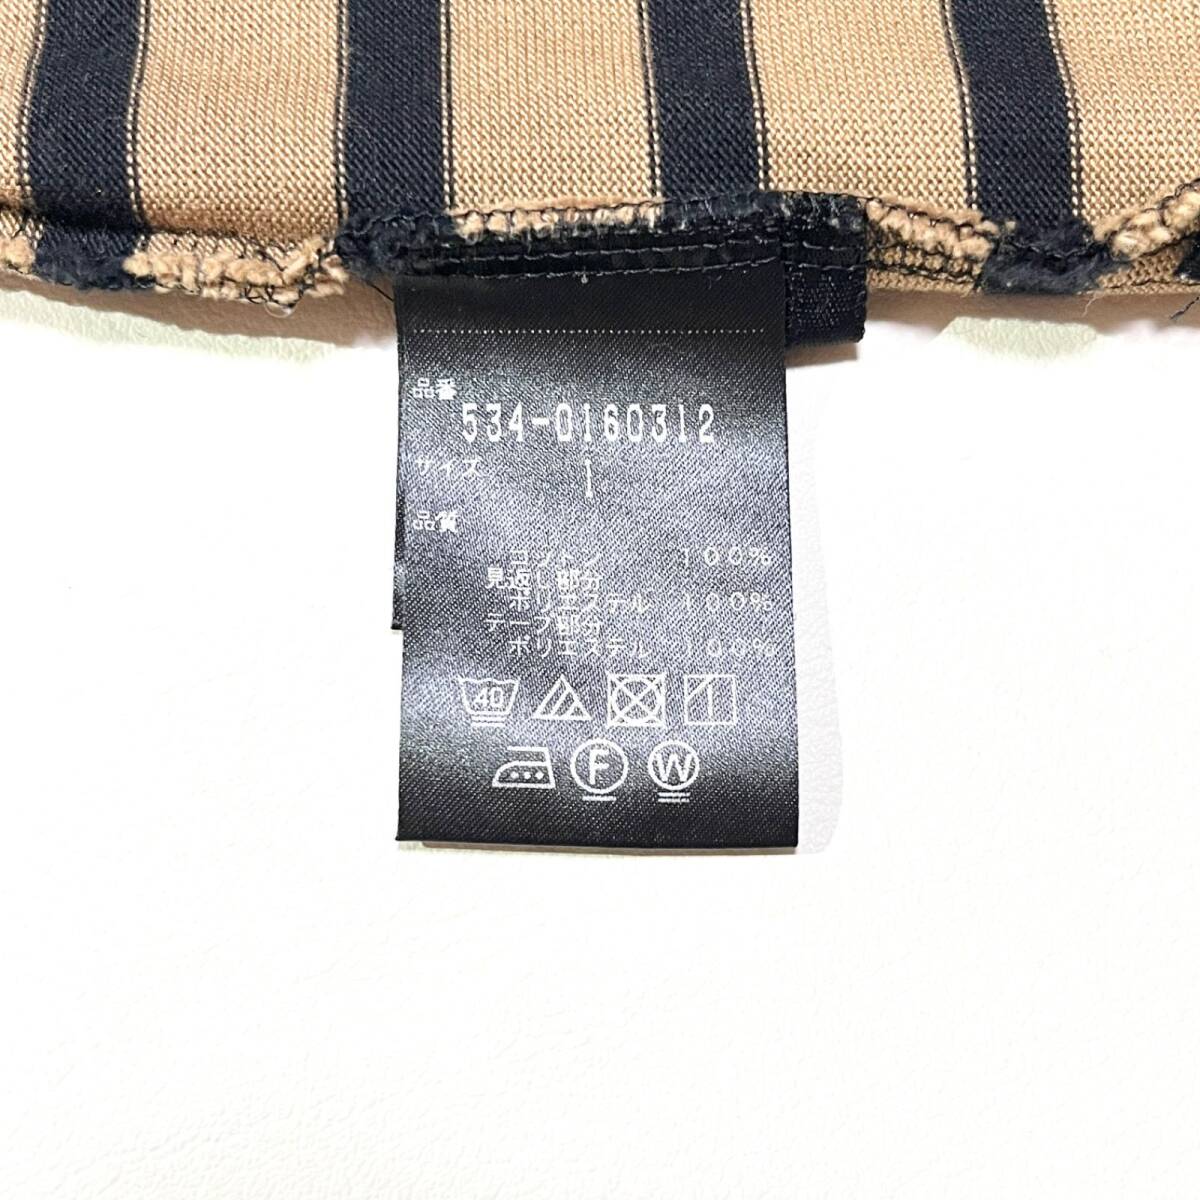 品番
534-0160312
サイズ 1
品質
コットン 100%
見返し部分
ポリエステル 100%
テープ部分
ポリエステル 100%
40
F W